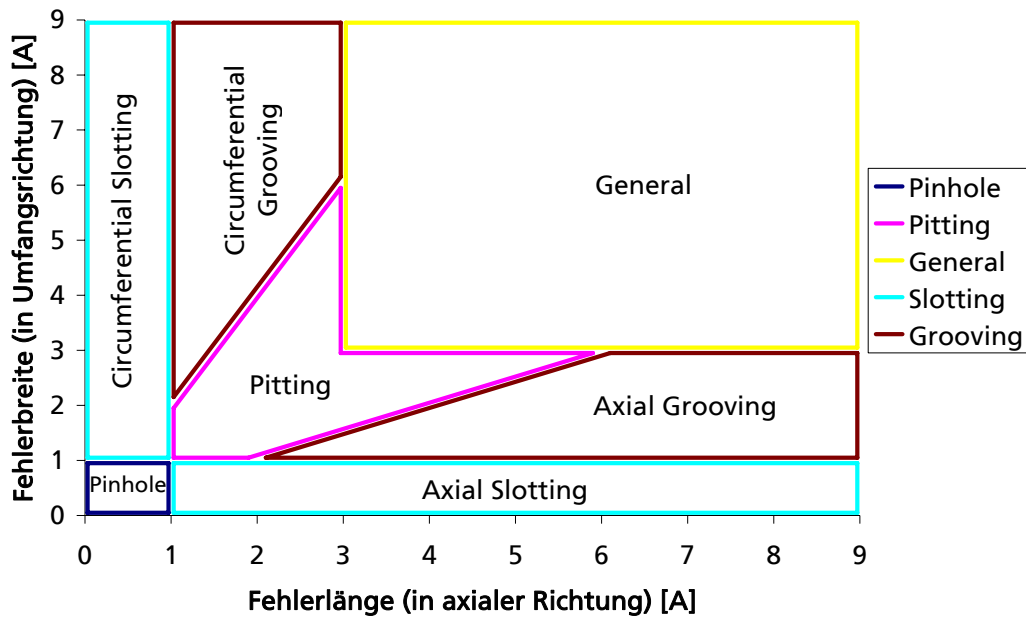 Fehlerbreite (in Umfangsrichtung) [A]
9
8
7
6
5
4
3
2
1
0
Circumferential Slotting
Circumferential
Grooving
General
Pitting
Axial Grooving
Pinhole
Axial Slotting
0 1 2 3 4 5 6 7 8 9
Fehlerlänge (in axialer Richtung) [A]
Pinhole
Pitting
General
Slotting
Grooving